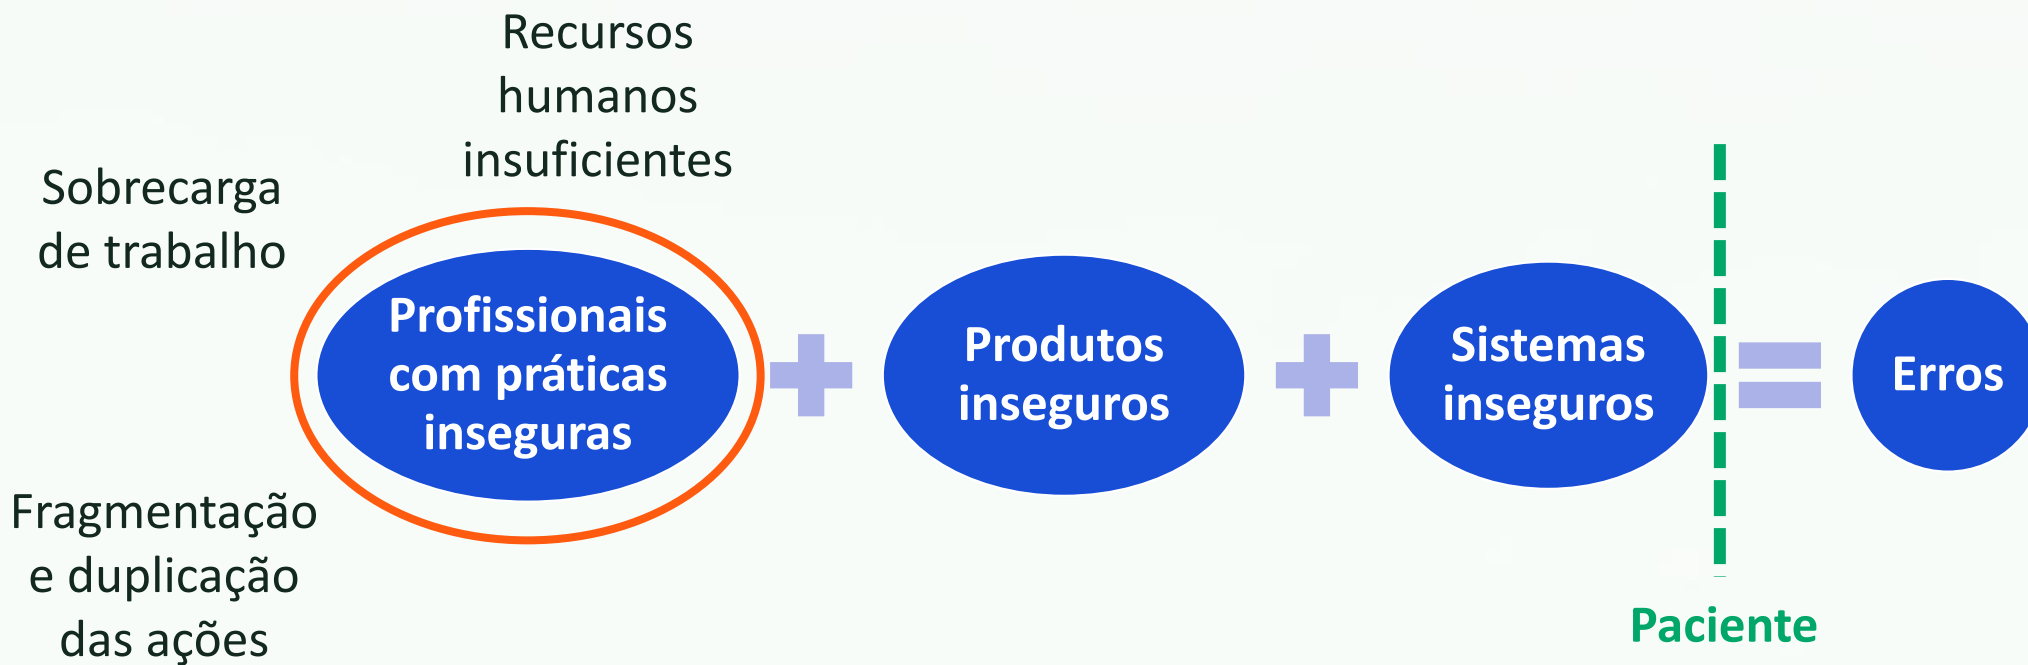 Recursos
humanos
insuficientes
Sobrecarga
de trabalho
Profissionais
com práticas
inseguras
Produtos
inseguros
Sistemas
inseguros
Erros
Fragmentação
e duplicação
das ações
Paciente